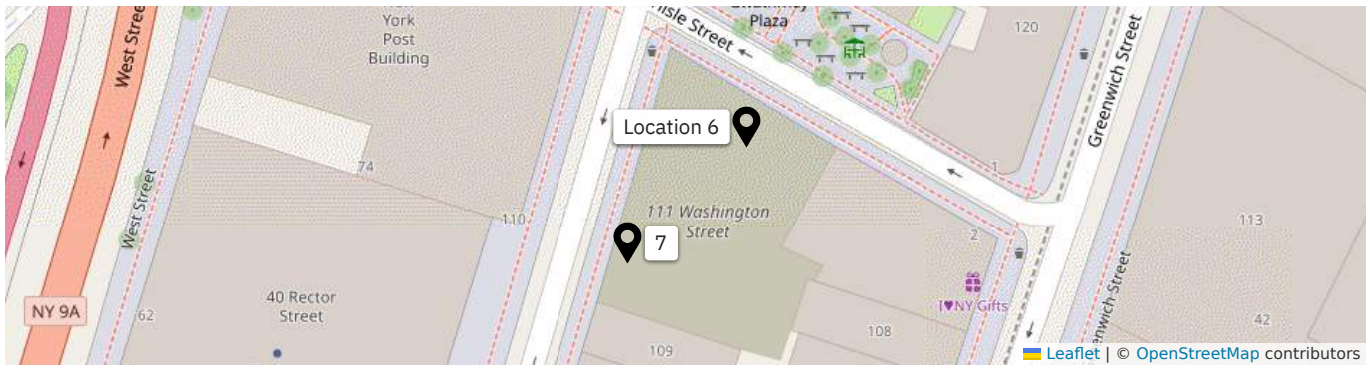 York
Post
Building
Plaza
120
West Street
Greenwich Street
Location 6
74
1
111 Washington
Street
110
113
7
2
West Street
40 Rector
Street
I♥NY Gifts
NY 9A
62
42
108
109
Leaflet | © OpenStreetMap contributors